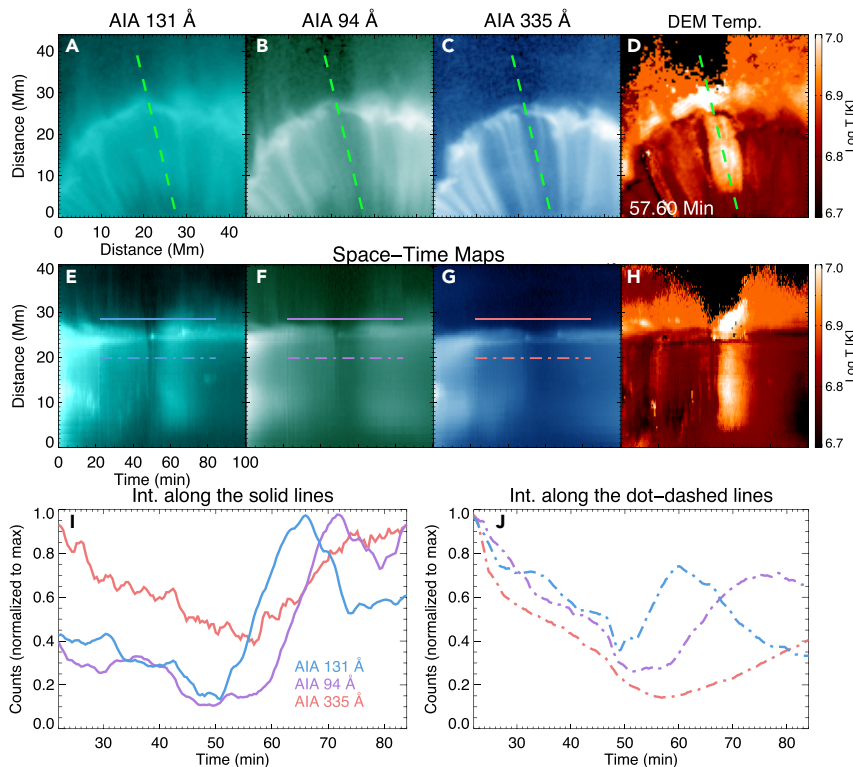 AIA 131 Å AIA 94 Å AIA 335 Å DEM Temp.
A B C D
Distance (Mm)
40
30
20
10
0
0 10 20 30 40
Distance (Mm)
57.60 Min
7.0
6.9
6.8
6.7
Log T [K]
Space–Time Maps
E F G H
Distance (Mm)
40
30
20
10
0
0 20 40 60 80 100
Time (min)
7.0
6.9
6.8
6.7
Log T [K]
Int. along the solid lines
I
Counts (normalized to max)
1.0
0.8
0.6
0.4
0.2
0.0
AIA 131 Å
AIA 94 Å
AIA 335 Å
30 40 50 60 70 80
Time (min)
Int. along the dot–dashed lines
J
Counts (normalized to max)
1.0
0.8
0.6
0.4
0.2
0.0
30 40 50 60 70 80
Time (min)